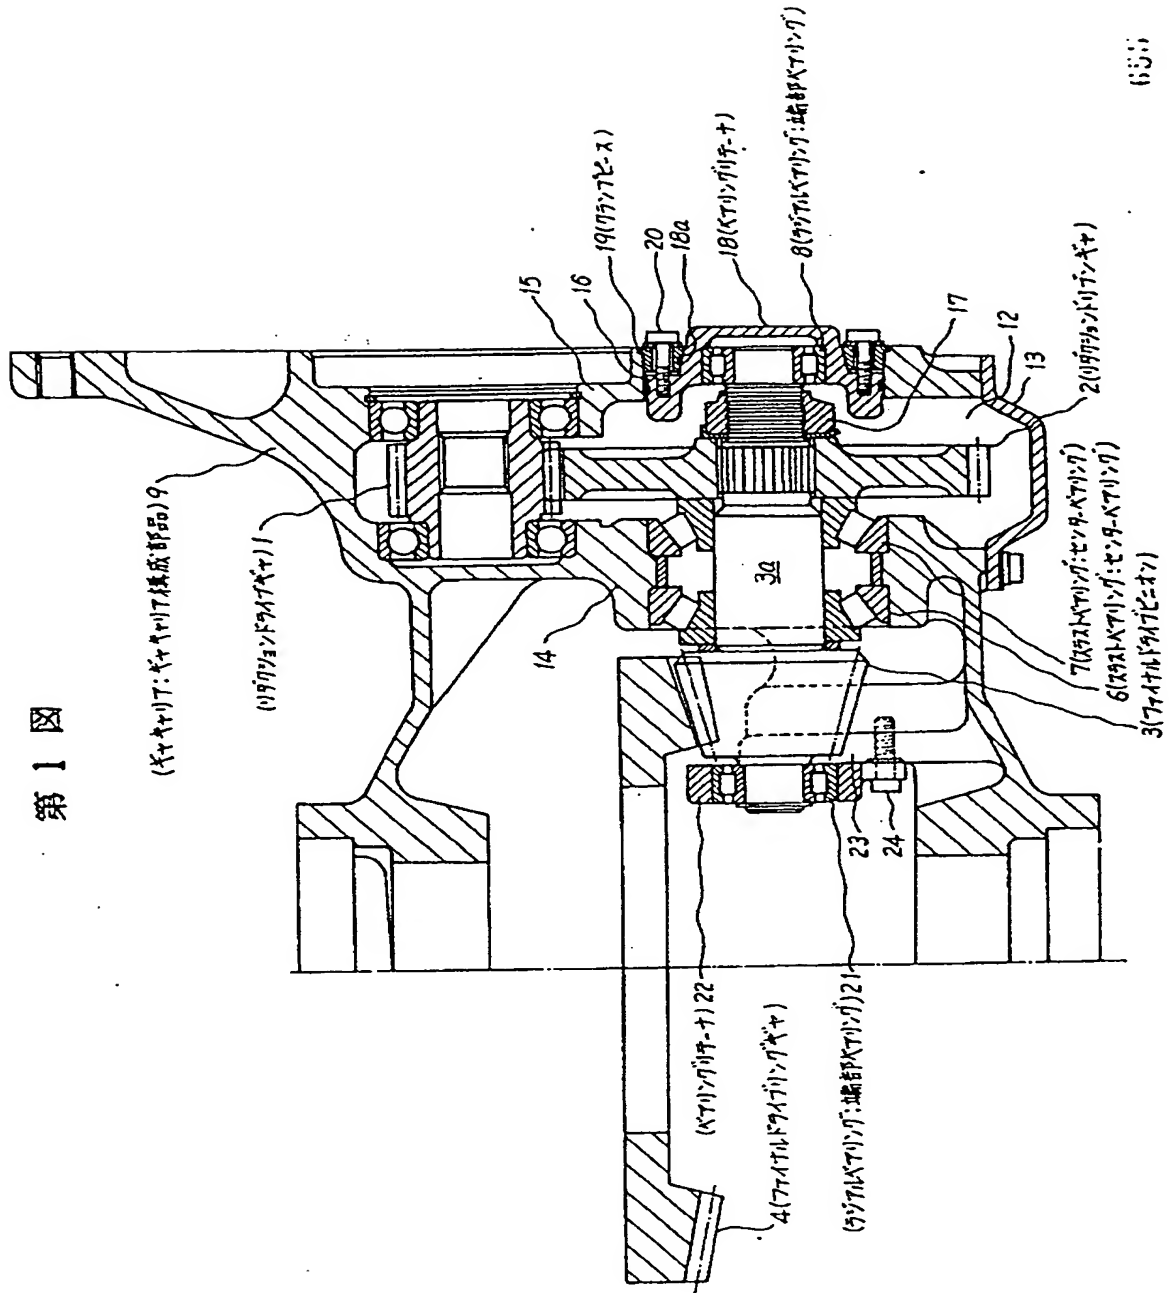 第1図
(ギヤキャリア:ギヤキャリア構成部品)9
(リダクションドライブギヤ)1
14
15
16
19(クランプピース)
20
18a
18(ベアリングリテーナ)
8(ラジアルベアリング:端部ベアリング)
17
12
13
2(リダクションドリブンギヤ)
3a
7(スラストベアリング:センターベアリング)
6(スラストベアリング:センターベアリング)
3(ファイナルドライブピニオン)
24
23
(ベアリングリテーナ)22
(ラジアルベアリング:端部ベアリング)21
4(ファイナルドライブリングギヤ)